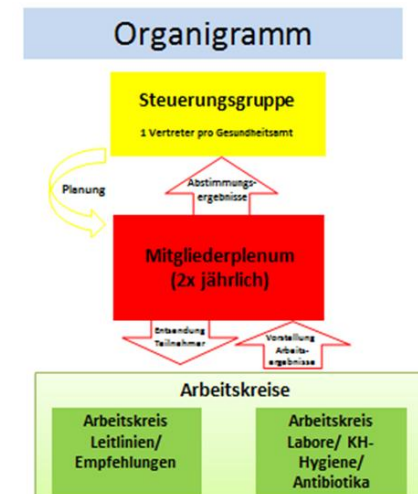 Organigramm
Steuerungsgruppe
1 Vertreter pro Gesundheitsamt
Planung
Abstimmungs-
ergebnisse
Mitgliederplenum
(2x jährlich)
Entsendung
Teilnehmer
Vorstellung
Arbeits-
ergebnisse
Arbeitskreise
Arbeitskreis
Leitlinien/
Empfehlungen
Arbeitskreis
Labore/ KH-
Hygiene/
Antibiotika